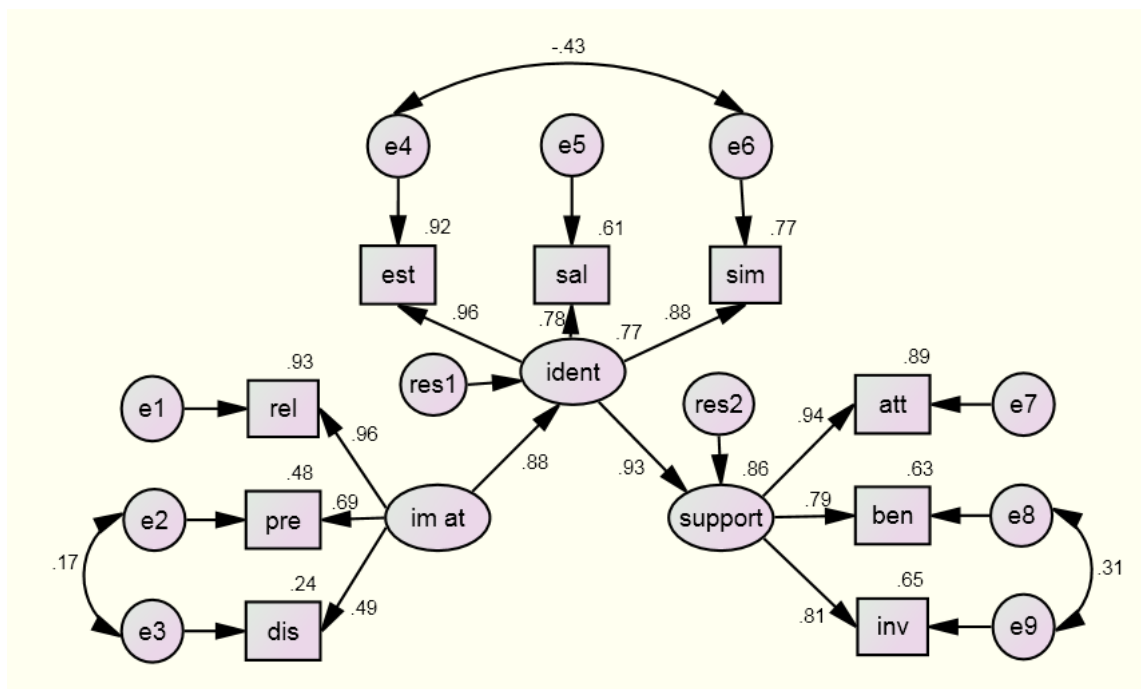 -.43
e4
e5
e6
.92
.61
.77
est
sal
sim
.96
.78
.77
.88
ident
res1
.93
.89
e1
rel
res2
att
e7
.96
.94
.88
.93
.86
.48
.63
e2
pre
.69
im at
support
.79
ben
e8
.17
.31
.24
.65
.49
.81
e3
dis
inv
e9